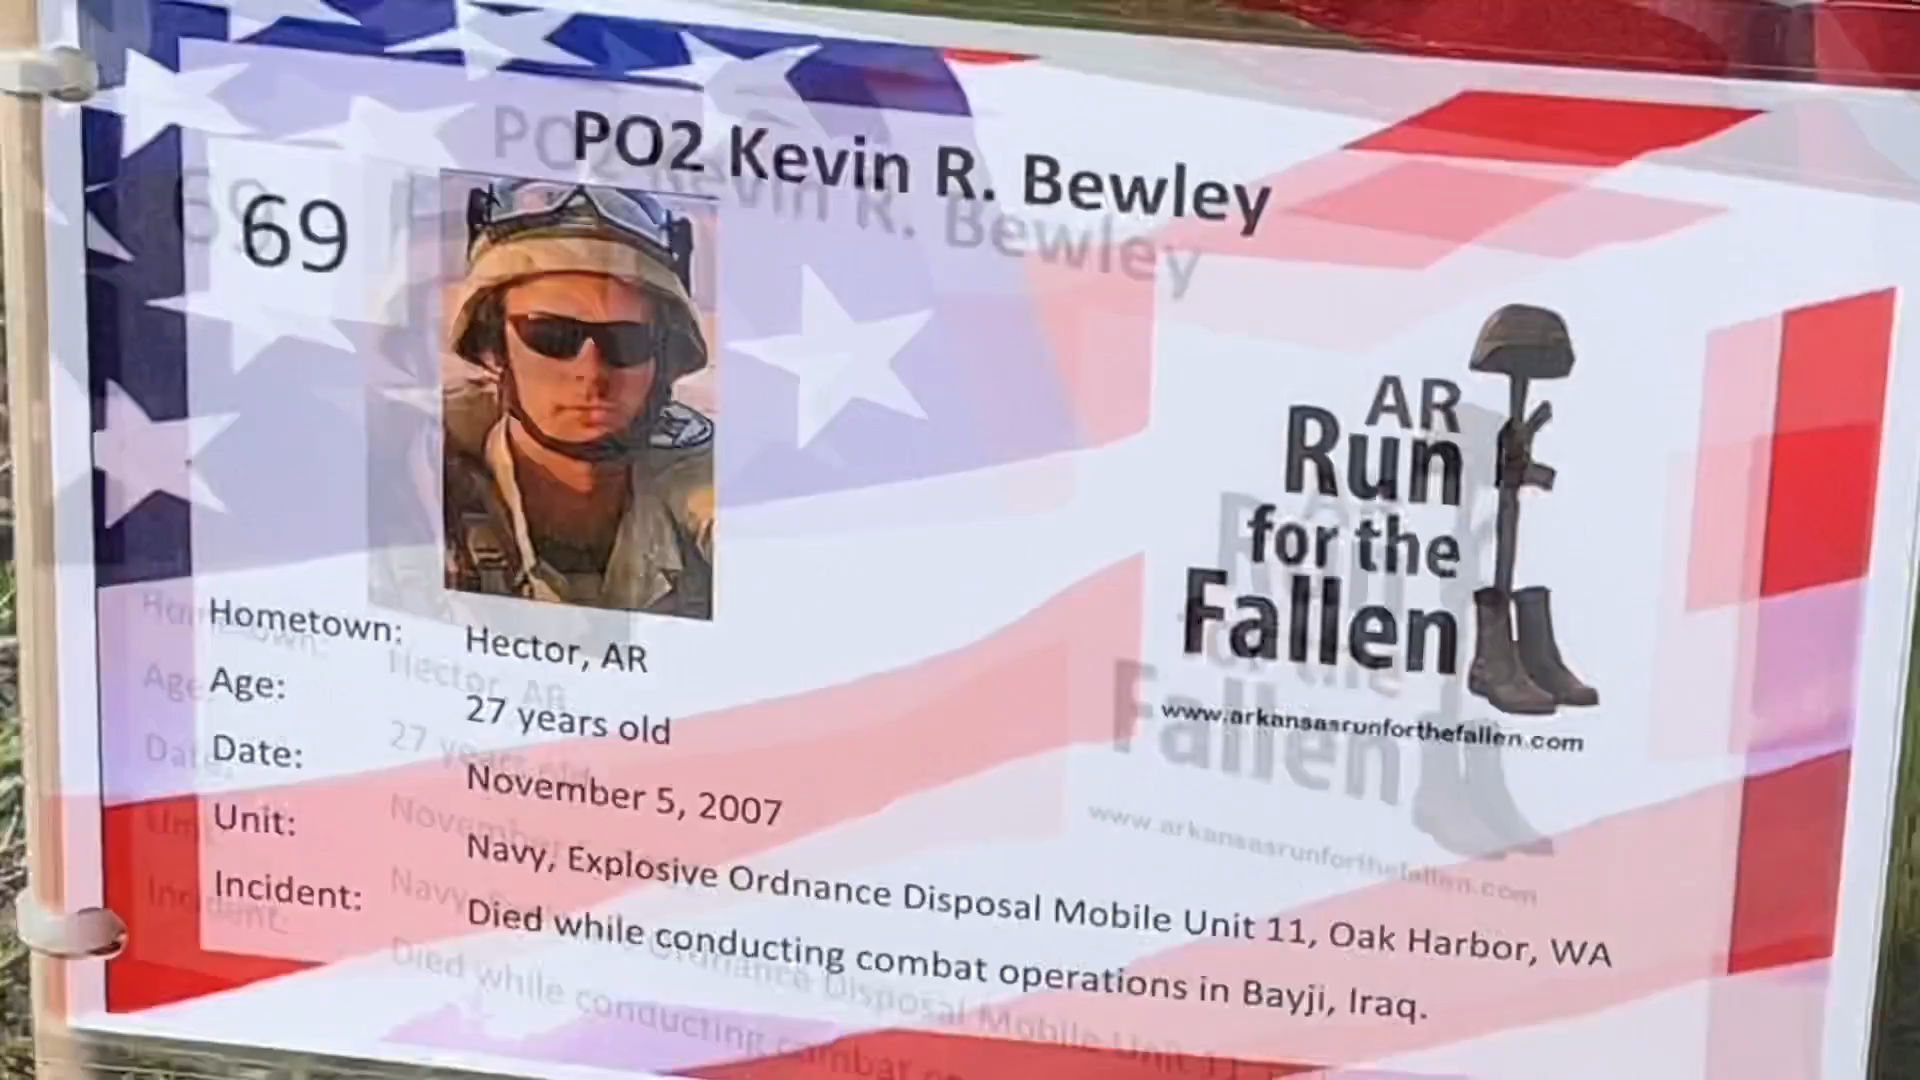 PO2 Kevin R. Bewley
69
AR
Run
for the
Fallen
www.arkansasrunforthefallen.com
Hometown: Hector, AR
Age: 27 years old
Date: November 5, 2007
Unit: Navy, Explosive Ordnance Disposal Mobile Unit 11, Oak Harbor, WA
Incident: Died while conducting combat operations in Bayji, Iraq.